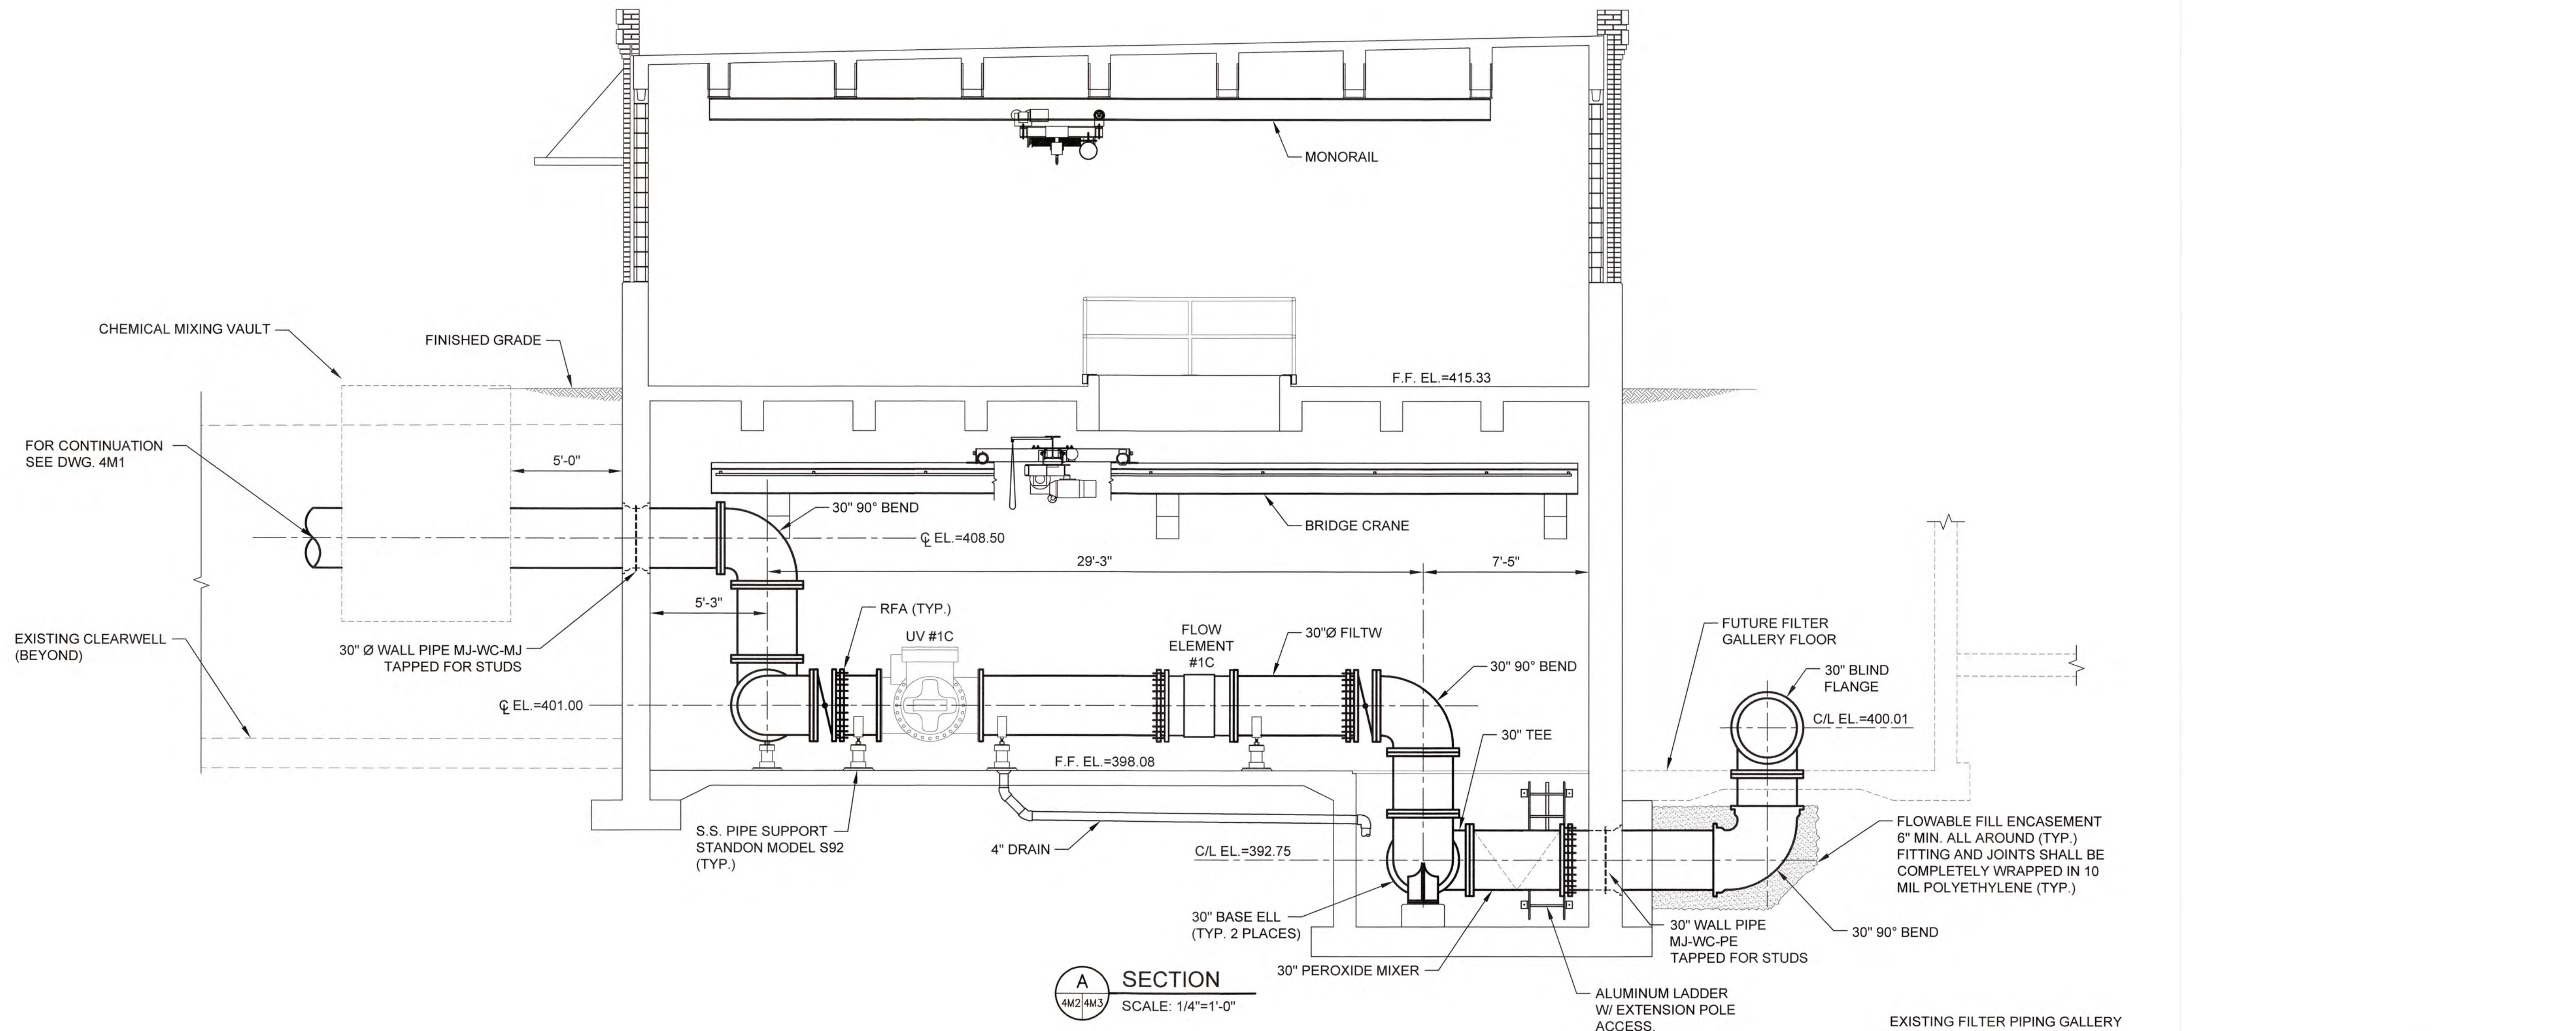 MONORAIL
CHEMICAL MIXING VAULT
FINISHED GRADE
F.F. EL.=415.33
FOR CONTINUATION
SEE DWG. 4M1
5'-0"
30" 90° BEND
℄ EL.=408.50
BRIDGE CRANE
29'-3"
7'-5"
5'-3"
RFA (TYP.)
UV #1C
FLOW
ELEMENT
#1C
30"Ø FILTW
FUTURE FILTER
GALLERY FLOOR
EXISTING CLEARWELL
(BEYOND)
30" Ø WALL PIPE MJ-WC-MJ
TAPPED FOR STUDS
30" 90° BEND
30" BLIND
FLANGE
℄ EL.=401.00
C/L EL.=400.01
30" TEE
F.F. EL.=398.08
S.S. PIPE SUPPORT
STANDON MODEL S92
(TYP.)
4" DRAIN
C/L EL.=392.75
FLOWABLE FILL ENCASEMENT
6" MIN. ALL AROUND (TYP.)
FITTING AND JOINTS SHALL BE
COMPLETELY WRAPPED IN 10
MIL POLYETHYLENE (TYP.)
30" BASE ELL
(TYP. 2 PLACES)
30" WALL PIPE
MJ-WC-PE
TAPPED FOR STUDS
30" 90° BEND
30" PEROXIDE MIXER
A
4M2 4M3
SECTION
SCALE: 1/4"=1'-0"
ALUMINUM LADDER
W/ EXTENSION POLE
ACCESS.
EXISTING FILTER PIPING GALLERY